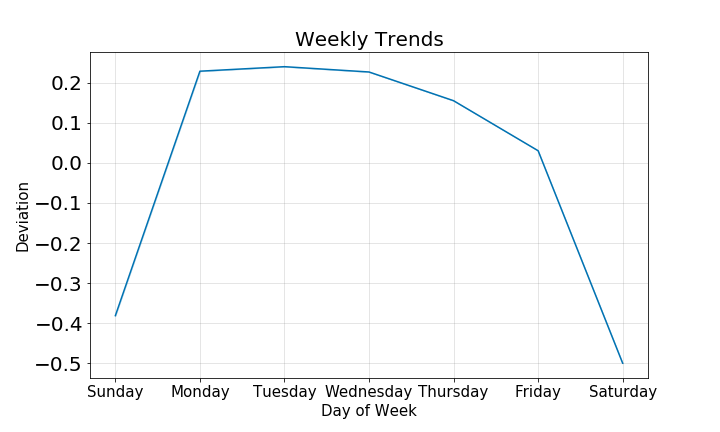 Weekly Trends
0.2
0.1
0.0
−0.1
−0.2
−0.3
−0.4
−0.5
Deviation
Sunday Monday Tuesday Wednesday Thursday Friday Saturday
Day of Week